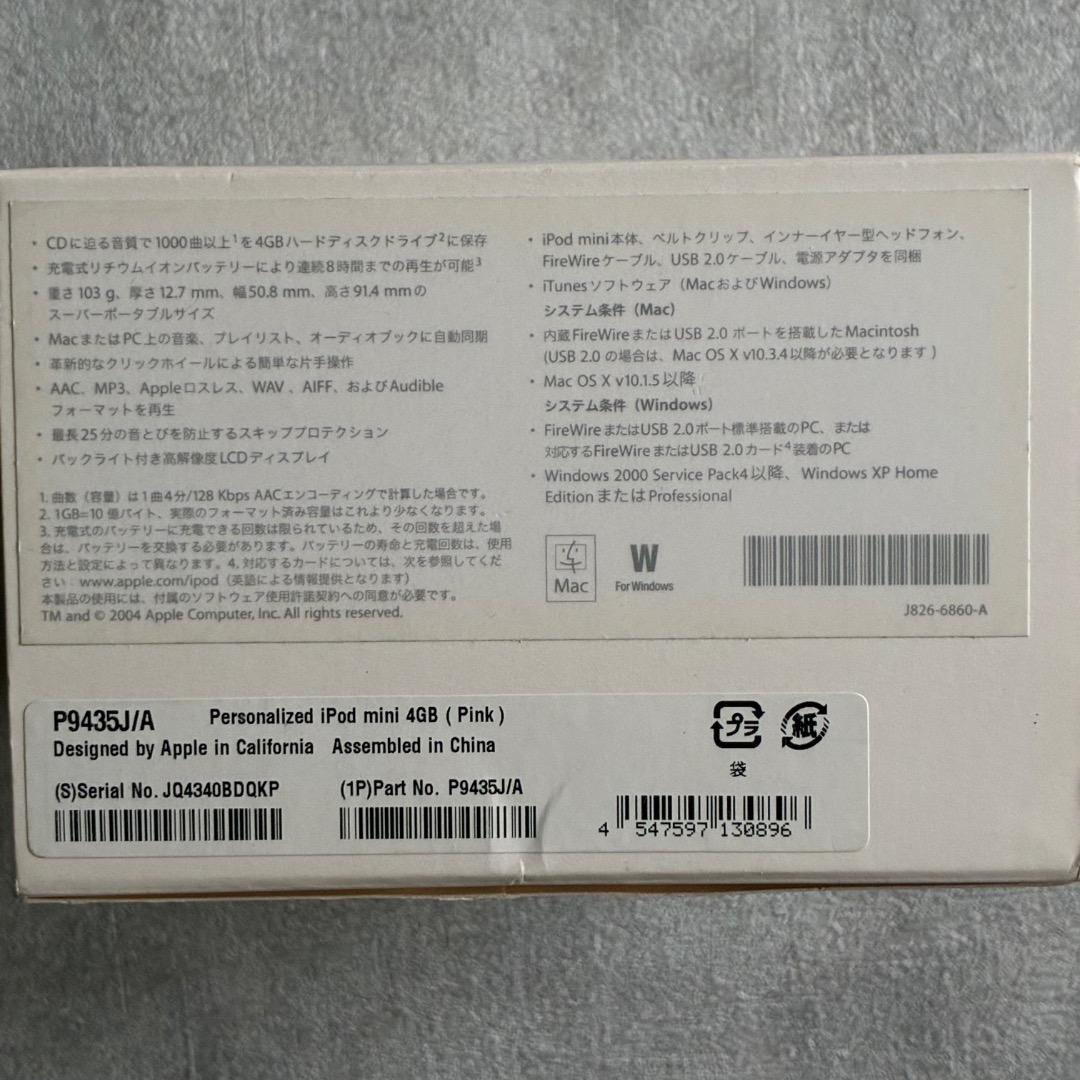 ・CDに迫る音質で1000曲以上¹を4GBハードディスクドライブ²に保存
・充電式リチウムイオンバッテリーにより連続8時間までの再生が可能³
・重さ103 g、厚さ12.7 mm、幅50.8 mm、高さ91.4 mmの
スーパーポータブルサイズ
・MacまたはPC上の音楽、プレイリスト、オーディオブックに自動同期
・革新的なクリックホイールによる簡単な片手操作
・AAC、MP3、Appleロスレス、WAV、AIFF、およびAudible
フォーマットを再生
・最長25分の音とびを防止するスキッププロテクション
・バックライト付き高解像度LCDディスプレイ
1. 曲数（容量）は1曲4分/128 Kbps AACエンコーディングで計算した場合です。
2. 1GB=10億バイト、実際のフォーマット済み容量はこれより少なくなります。
3. 充電式のバッテリーに充電できる回数は限られているため、その回数を超えた場
合は、バッテリーを交換する必要があります。バッテリーの寿命と充電回数は、使用
方法と設定によって異なります。4. 対応するカードについては、次を参照してくだ
さい：www.apple.com/ipod（英語による情報提供となります）
本製品の使用には、付属のソフトウェア使用許諾契約への同意が必要です。
TM and © 2004 Apple Computer, Inc. All rights reserved.
・iPod mini本体、ベルトクリップ、インナーイヤー型ヘッドフォン、
FireWireケーブル、USB 2.0ケーブル、電源アダプタを同梱
・iTunesソフトウェア（MacおよびWindows）
システム条件（Mac）
・内蔵FireWireまたはUSB 2.0 ポートを搭載したMacintosh
(USB 2.0 の場合は、Mac OS X v10.3.4以降が必要となります )
・Mac OS X v10.1.5以降
システム条件（Windows）
・FireWireまたはUSB 2.0ポート標準搭載のPC、または
対応するFireWireまたはUSB 2.0カード⁴装着のPC
・Windows 2000 Service Pack4以降、Windows XP Home
EditionまたはProfessional
Mac
W
For Windows
J826-6860-A
P9435J/A Personalized iPod mini 4GB ( Pink )
Designed by Apple in California Assembled in China
プラ
紙
袋
(S)Serial No. JQ4340BDQKP (1P)Part No. P9435J/A
4 547597 130896